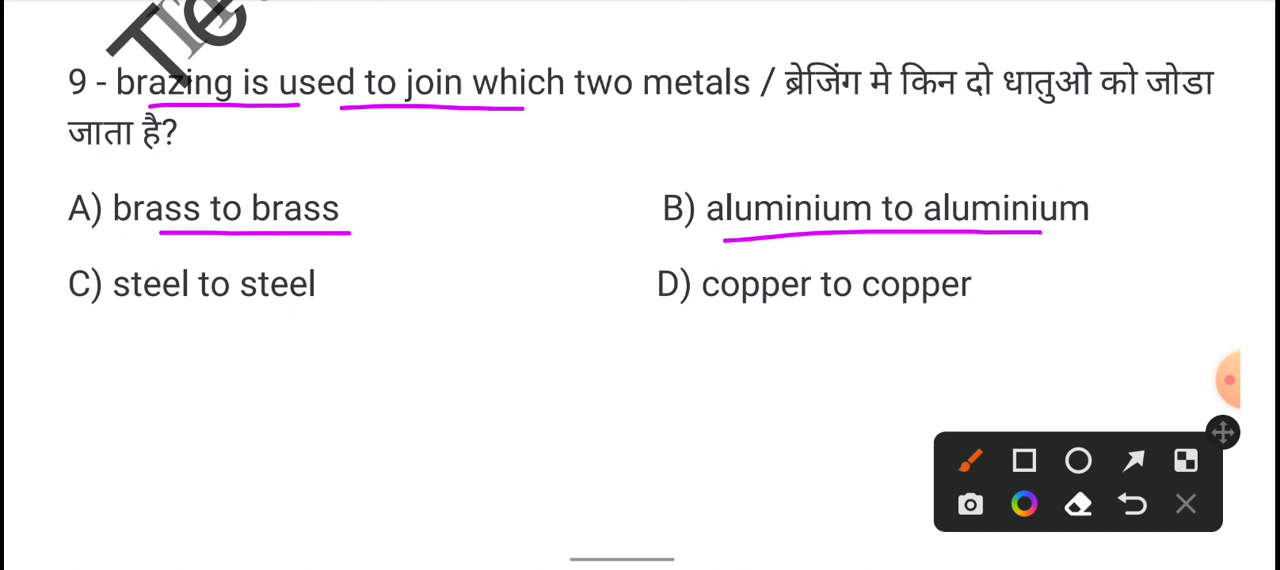 9 - brazing is used to join which two metals / ब्रेजिंग मे किन दो धातुओ को जोडा
जाता है?
A) brass to brass B) aluminium to aluminium
C) steel to steel D) copper to copper